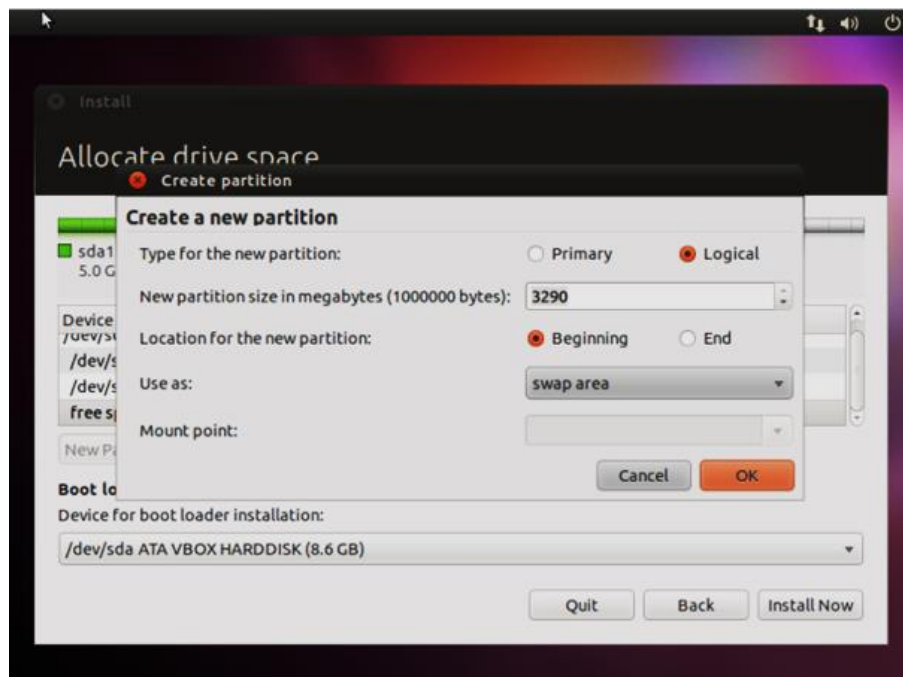 Install
Allocate drive space
Create partition
Create a new partition
sda1
5.0 G
Type for the new partition: Primary Logical
New partition size in megabytes (1000000 bytes): 3290
Device
Location for the new partition: Beginning End
/dev/s
/dev/s
Use as: swap area
free s
Mount point:
New Pa
Cancel OK
Boot lo
Device for boot loader installation:
/dev/sda ATA VBOX HARDDISK (8.6 GB)
Quit Back Install Now